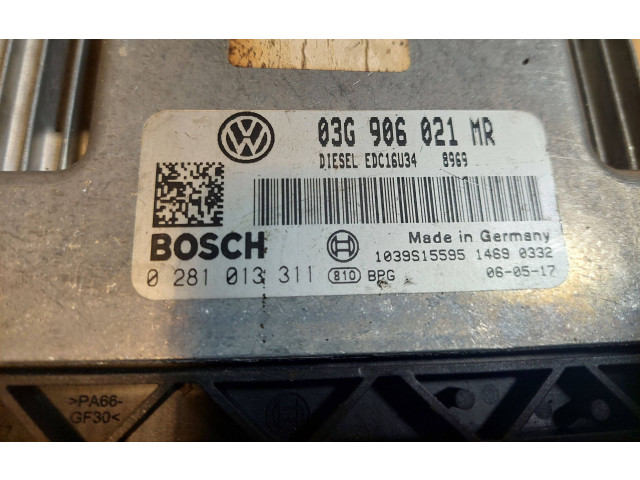 03G 906 021 MR
DIESEL EDC16U34 8969
BOSCH
Made in Germany
1039S15595 1469 0332
0 281 013 311 810 BPG 06-05-17
>PA66-
GF30<